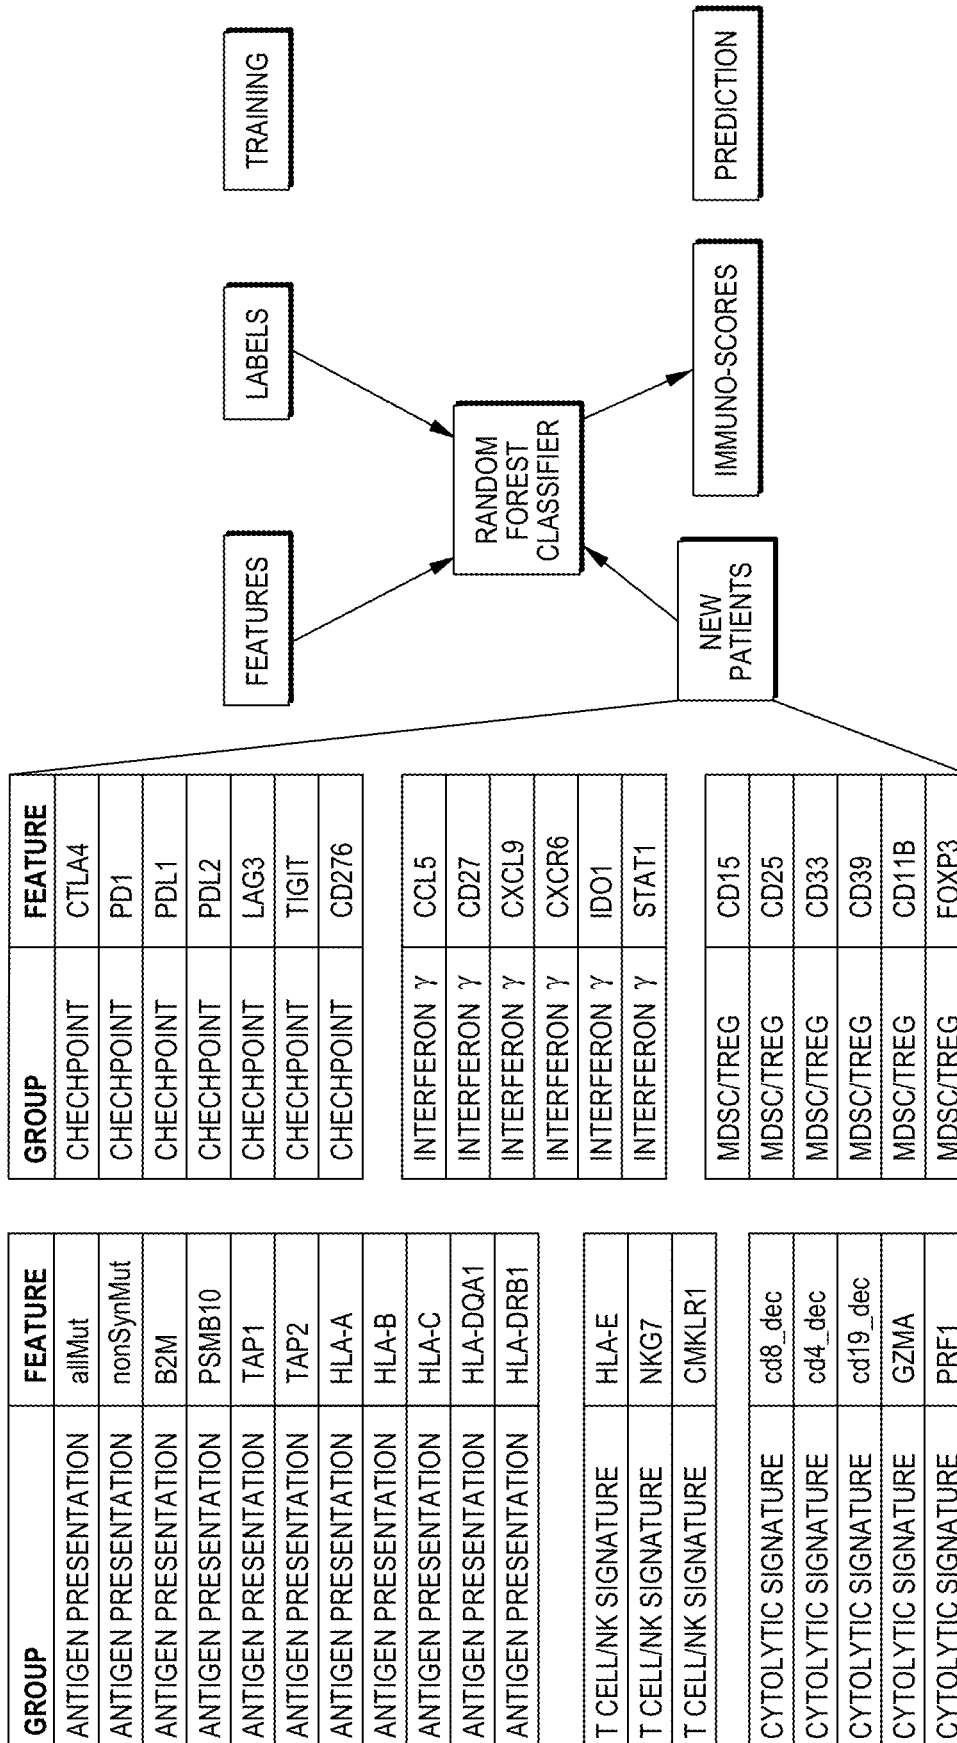 GROUP FEATURE
ANTIGEN PRESENTATION allMut
ANTIGEN PRESENTATION nonSynMut
ANTIGEN PRESENTATION B2M
ANTIGEN PRESENTATION PSMB10
ANTIGEN PRESENTATION TAP1
ANTIGEN PRESENTATION TAP2
ANTIGEN PRESENTATION HLA-A
ANTIGEN PRESENTATION HLA-B
ANTIGEN PRESENTATION HLA-C
ANTIGEN PRESENTATION HLA-DQA1
ANTIGEN PRESENTATION HLA-DRB1
T CELL/NK SIGNATURE HLA-E
T CELL/NK SIGNATURE NKG7
T CELL/NK SIGNATURE CMKLR1
CYTOLYTIC SIGNATURE cd8_dec
CYTOLYTIC SIGNATURE cd4_dec
CYTOLYTIC SIGNATURE cd19_dec
CYTOLYTIC SIGNATURE GZMA
CYTOLYTIC SIGNATURE PRF1
GROUP FEATURE
CHECHPOINT CTLA4
CHECHPOINT PD1
CHECHPOINT PDL1
CHECHPOINT PDL2
CHECHPOINT LAG3
CHECHPOINT TIGIT
CHECHPOINT CD276
INTERFERON γ CCL5
INTERFERON γ CD27
INTERFERON γ CXCL9
INTERFERON γ CXCR6
INTERFERON γ IDO1
INTERFERON γ STAT1
MDSC/TREG CD15
MDSC/TREG CD25
MDSC/TREG CD33
MDSC/TREG CD39
MDSC/TREG CD11B
MDSC/TREG FOXP3
FEATURES
LABELS
TRAINING
RANDOM
FOREST
CLASSIFIER
NEW
PATIENTS
IMMUNO-SCORES
PREDICTION